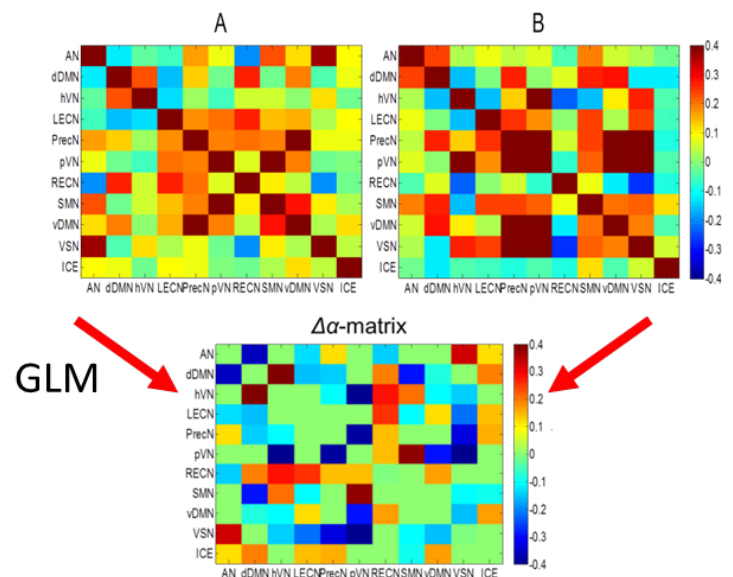 A
B
AN
dDMN
hVN
LECN
PrecN
pVN
RECN
SMN
vDMN
VSN
ICE
AN dDMN hVN LECN PrecN pVN RECN SMN vDMN VSN ICE
AN
dDMN
hVN
LECN
PrecN
pVN
RECN
SMN
vDMN
VSN
ICE
AN dDMN hVN LECN PrecN pVN RECN SMN vDMN VSN ICE
0.4
0.3
0.2
0.1
0
-0.1
-0.2
-0.3
-0.4
GLM
Δα-matrix
AN
dDMN
hVN
LECN
PrecN
pVN
RECN
SMN
vDMN
VSN
ICE
AN dDMN hVN LECN PrecN pVN RECN SMN vDMN VSN ICE
0.4
0.3
0.2
0.1
0
-0.1
-0.2
-0.3
-0.4